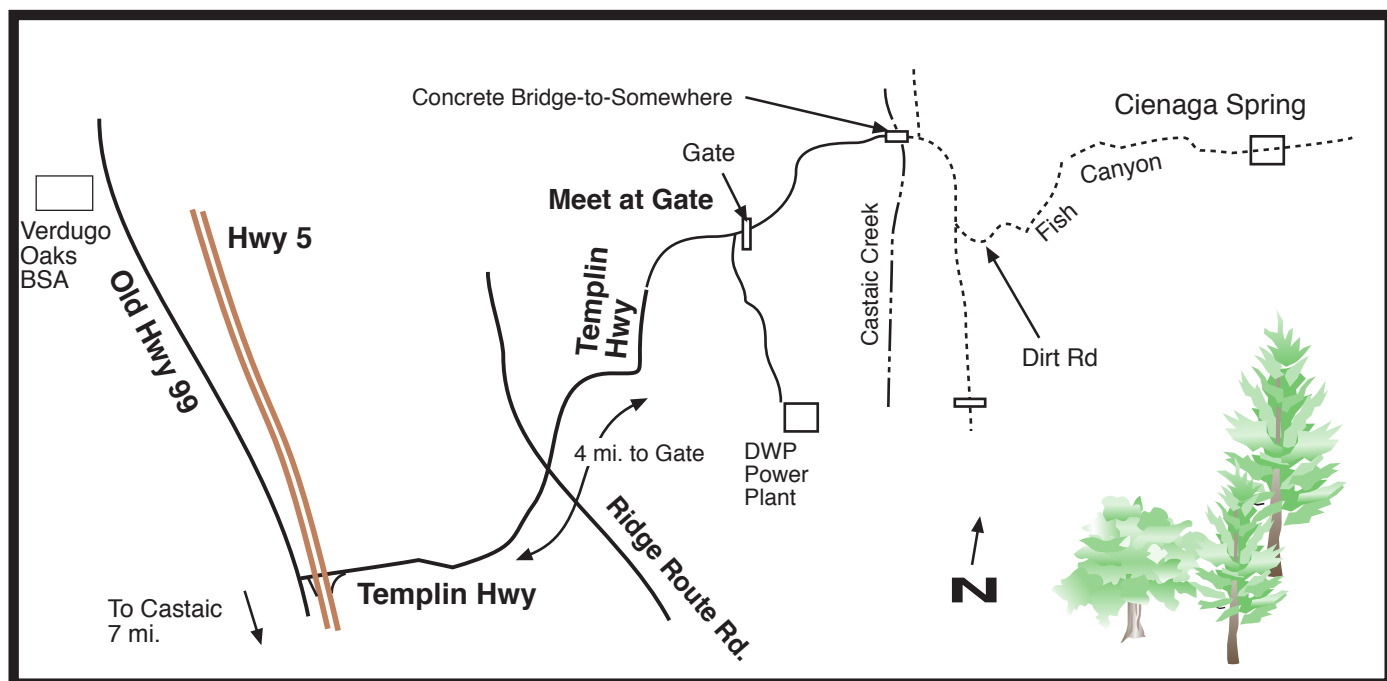 Concrete Bridge-to-Somewhere
Cienaga Spring
Gate
Canyon
Meet at Gate
Fish
Verdugo
Oaks
BSA
Hwy 5
Old Hwy 99
Templin
Hwy
Castaic Creek
Dirt Rd
4 mi. to Gate
DWP
Power
Plant
Ridge Route Rd.
Templin Hwy
To Castaic
7 mi.
N